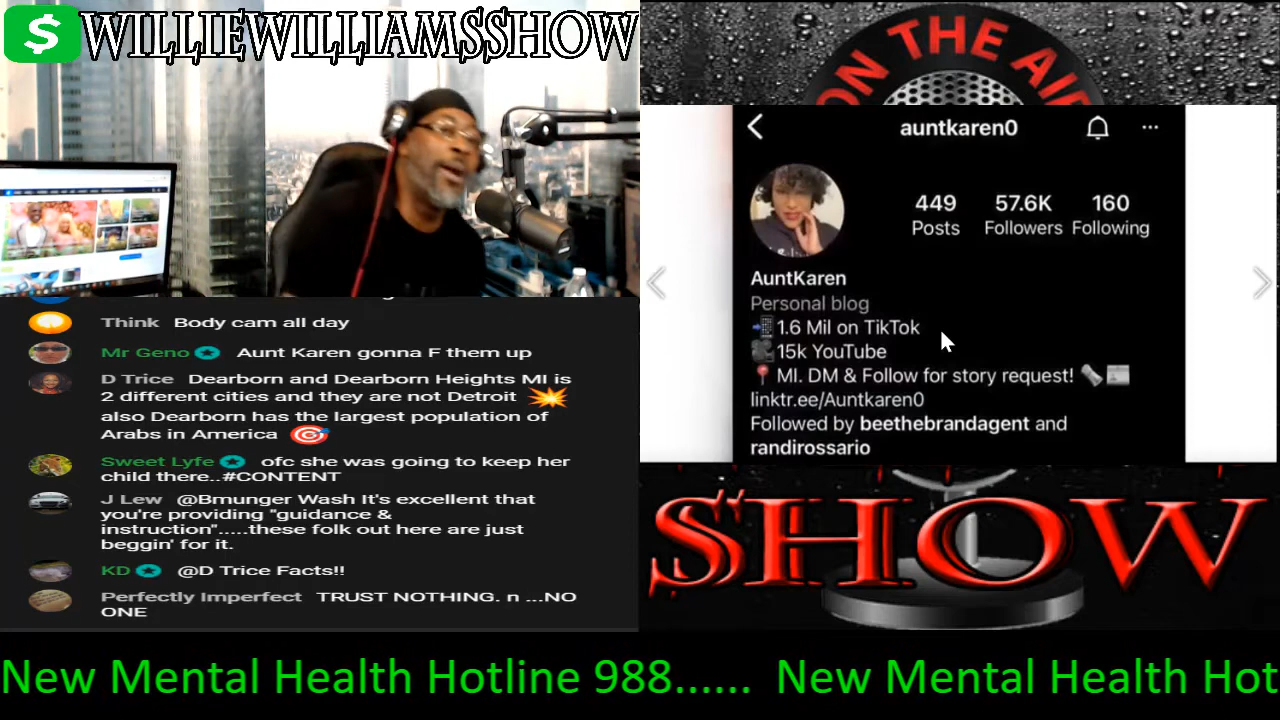 $ WILLIEWILLIAMSSHOW
Think Body cam all day
Mr Geno Aunt Karen gonna F them up
D Trice Dearborn and Dearborn Heights MI is
2 different cities and they are not Detroit
also Dearborn has the largest population of
Arabs in America
Sweet Lyfe ofc she was going to keep her
child there..#CONTENT
J Lew @Bmunger Wash It's excellent that
you're providing "guidance &
instruction".....these folk out here are just
beggin' for it.
KD @D Trice Facts!!
Perfectly Imperfect TRUST NOTHING. n ...NO
ONE
ON THE AIR
auntkaren0
449 57.6K 160
Posts Followers Following
AuntKaren
Personal blog
1.6 Mil on TikTok
15k YouTube
MI. DM & Follow for story request!
linktr.ee/Auntkaren0
Followed by beethebrandagent and
randirossario
SHOW
New Mental Health Hotline 988...... New Mental Health Hot